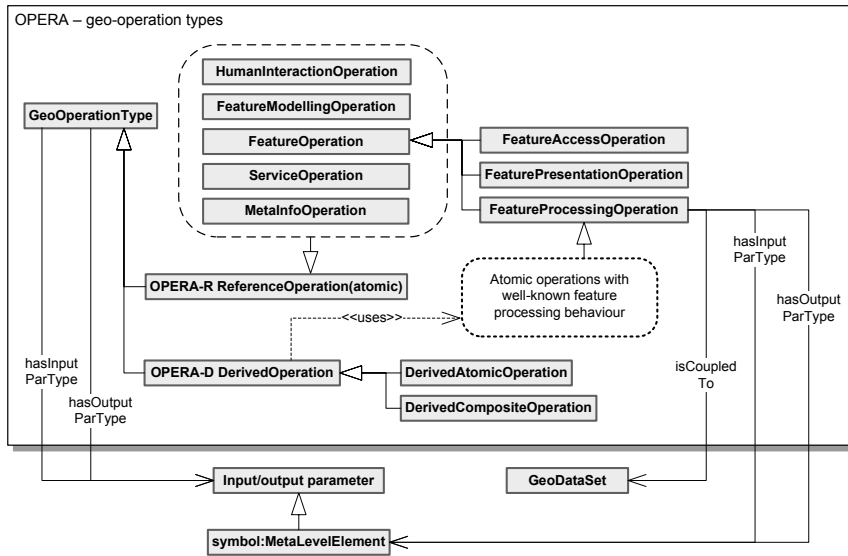 OPERA – geo-operation types
HumanInteractionOperation
FeatureModellingOperation
GeoOperationType
FeatureOperation
FeatureAccessOperation
ServiceOperation
FeaturePresentationOperation
MetaInfoOperation
FeatureProcessingOperation
hasInput
ParType
OPERA-R ReferenceOperation(atomic)
Atomic operations with
well-known feature
processing behaviour
hasOutput
ParType
<<uses>>
hasInput
ParType
OPERA-D DerivedOperation
DerivedAtomicOperation
isCoupled
To
hasOutput
ParType
DerivedCompositeOperation
Input/output parameter
GeoDataSet
symbol:MetaLevelElement